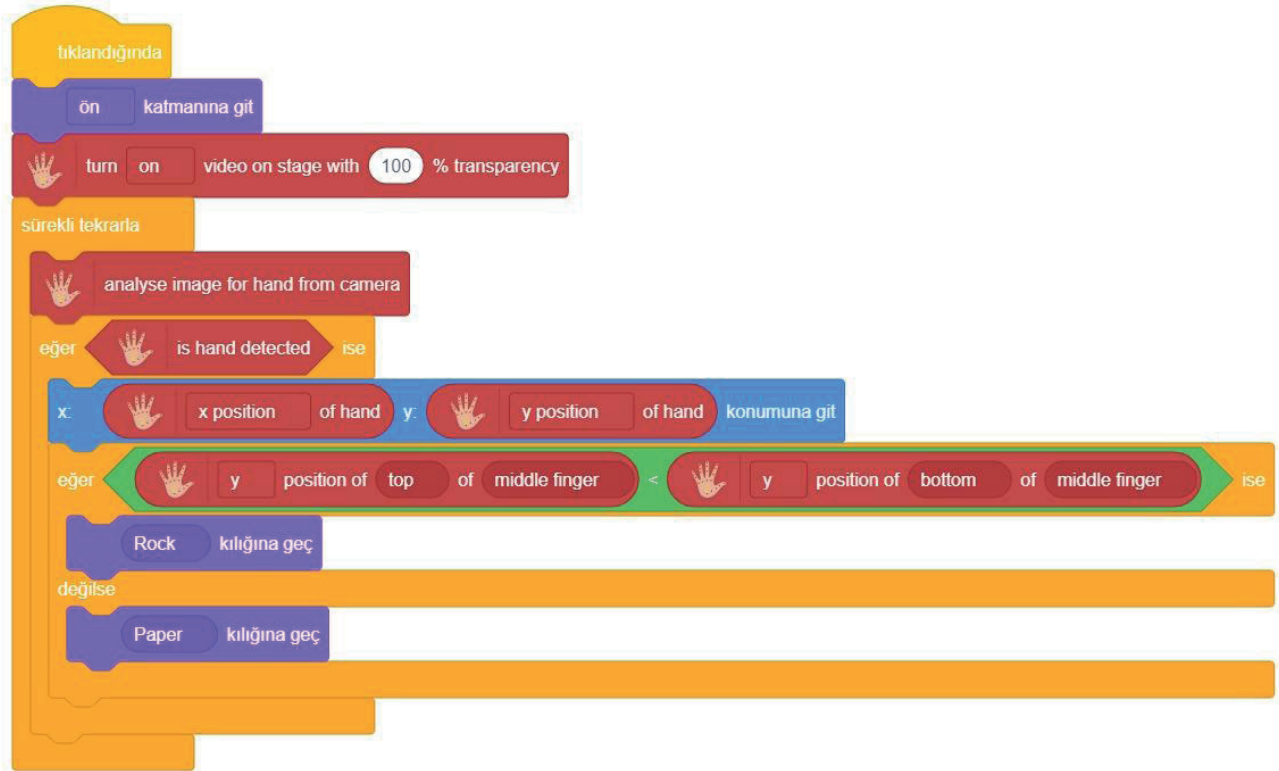 tıklandığında
ön katmanına git
turn on video on stage with 100 % transparency
sürekli tekrarla
analyse image for hand from camera
eğer is hand detected ise
x: x position of hand y: y position of hand konumuna git
eğer y position of top of middle finger < y position of bottom of middle finger ise
Rock kılığına geç
değilse
Paper kılığına geç